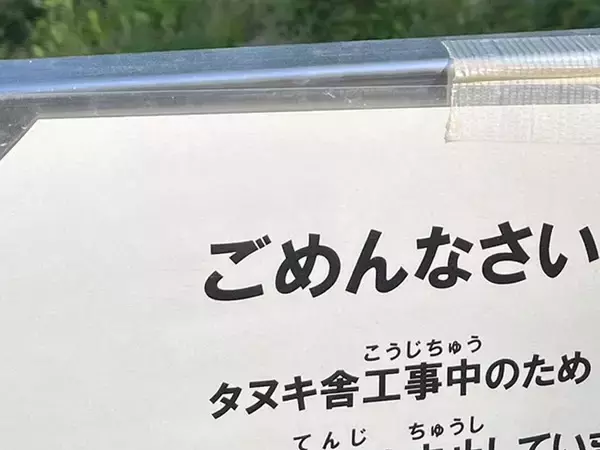 ごめんなさい
こうじちゅう
タヌキ舎工事中のため
てんじ ちゅうし